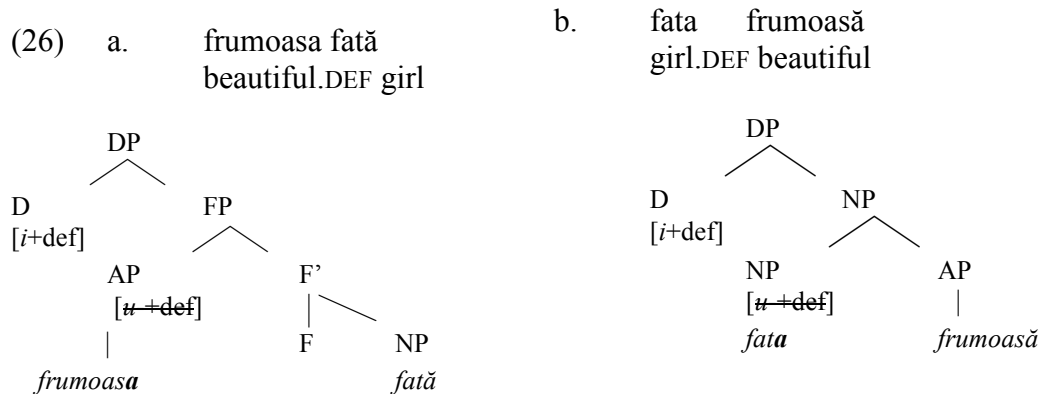 (26) a. frumoasa fată
beautiful.DEF girl
DP
D FP
[i+def]
AP F’
[u +def]
F NP
frumoasa fată
b. fata frumoasă
girl.DEF beautiful
DP
D NP
[i+def]
NP AP
[u +def]
fata frumoasă